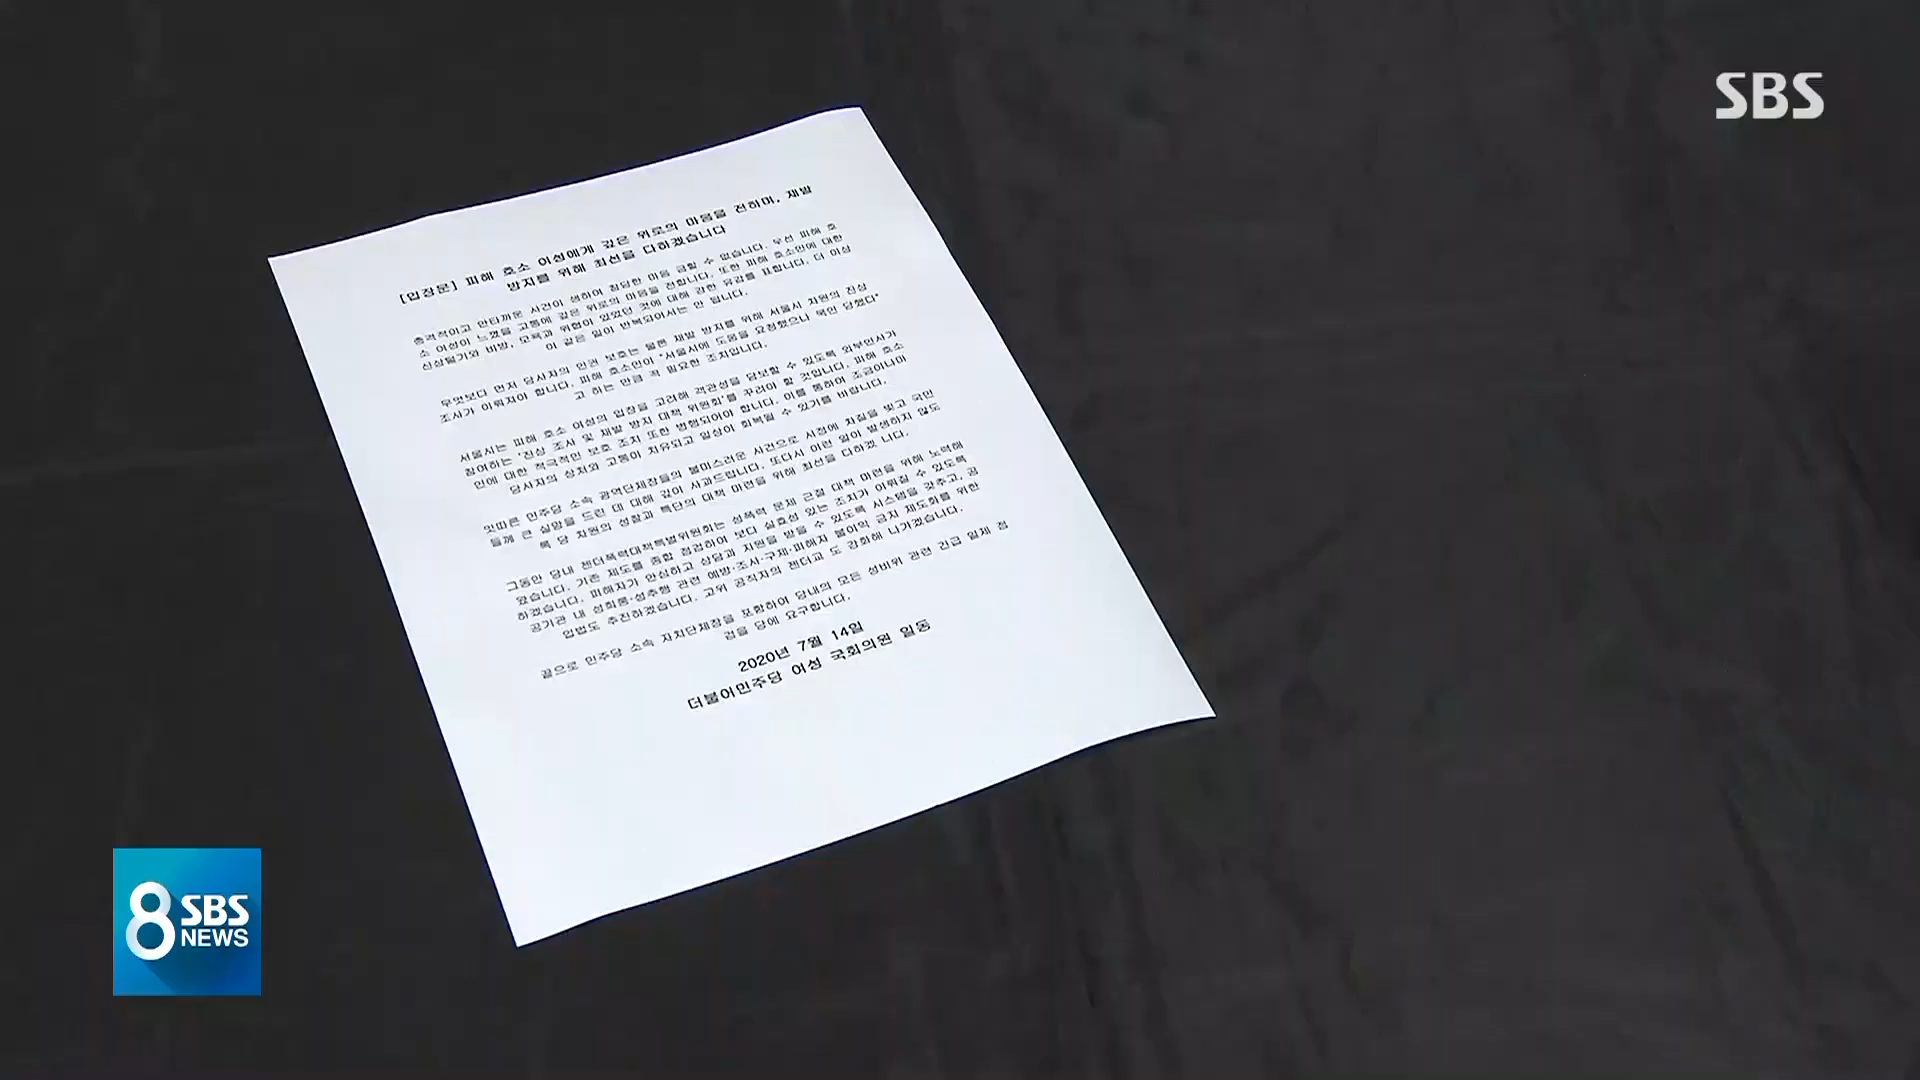 SBS
[입장문] 피해 호소 여성에게 깊은 위로의 마음을 전하며, 재발
방지를 위해 최선을 다하겠습니다
충격적이고 안타까운 사건이 생하여 참담한 마음 금할 수 없습니다. 우선 피해 호
소 여성이 느꼈을 고통에 깊은 위로의 마음을 전합니다. 또한 피해 호소인에 대한
신상털기와 비방, 모욕과 위협이 있었던 것에 대해 강한 유감을 표합니다. 더 이상
이 같은 일이 반복되어서는 안 됩니다.
무엇보다 먼저 당사자의 인권 보호는 물론 재발 방지를 위해 서울시 차원의 진상
조사가 이뤄져야 합니다. 피해 호소인이 "서울시에 도움을 요청했으나 묵인 당했다"
고 하는 만큼 꼭 필요한 조치입니다.
서울시는 피해 호소 여성의 입장을 고려해 객관성을 담보할 수 있도록 외부인사가
참여하는 '진상 조사 및 재발 방지 대책 위원회'를 꾸려야 할 것입니다. 피해 호소
인에 대한 적극적인 보호 조치 또한 병행되어야 합니다. 이를 통하여 조금이나마
당사자의 상처와 고통이 치유되고 일상이 회복될 수 있기를 바랍니다.
잇따른 민주당 소속 광역단체장들의 불미스러운 사건으로 시정에 차질을 빚고 국민
들께 큰 실망을 드린 데 대해 깊이 사과드립니다. 또다시 이런 일이 발생하지 않도
록 당 차원의 성찰과 특단의 대책 마련을 위해 최선을 다하겠 니다.
그동안 당내 젠더폭력대책특별위원회는 성폭력 문제 근절 대책 마련을 위해 노력해
왔습니다. 기존 제도를 종합 점검하여 보다 실효성 있는 조치가 이뤄질 수 있도록
하겠습니다. 피해자가 안심하고 상담과 지원을 받을 수 있도록 시스템을 갖추고, 공
공기관 내 성희롱·성추행 관련 예방·조사·구제·피해자 불이익 금지 제도화를 위한
입법도 추진하겠습니다. 고위 공직자의 젠더교 도 강화해 나가겠습니다.
끝으로 민주당 소속 자치단체장을 포함하여 당내의 모든 성비위 관련 긴급 일제 점
검을 당에 요구합니다.
2020년 7월 14일
더불어민주당 여성 국회의원 일동
8 SBS
NEWS